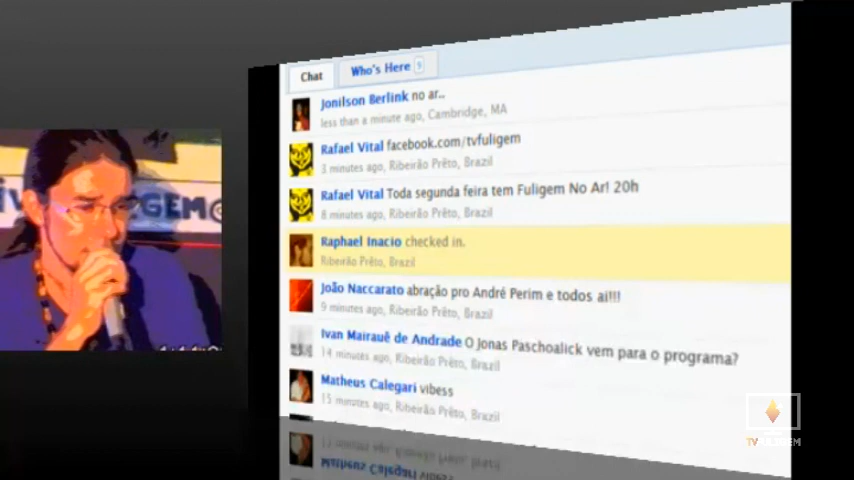 Chat
Who's Here 5
Jonilson Berlink no ar..
less than a minute ago, Cambridge, MA
Rafael Vital facebook.com/tvfuligem
3 minutes ago, Ribeirão Prêto, Brazil
Rafael Vital Toda segunda feira tem Fuligem No Ar! 20h
8 minutes ago, Ribeirão Prêto, Brazil
Raphael Inacio checked in.
Ribeirão Prêto, Brazil
João Naccarato abração pro André Perim e todos ai!!!
9 minutes ago, Ribeirão Prêto, Brazil
Ivan Mairauê de Andrade O Jonas Paschoalick vem para o programa?
14 minutes ago, Ribeirão Prêto, Brazil
Matheus Calegari vibess
15 minutes ago, Ribeirão Prêto, Brazil
TVFULIGEM